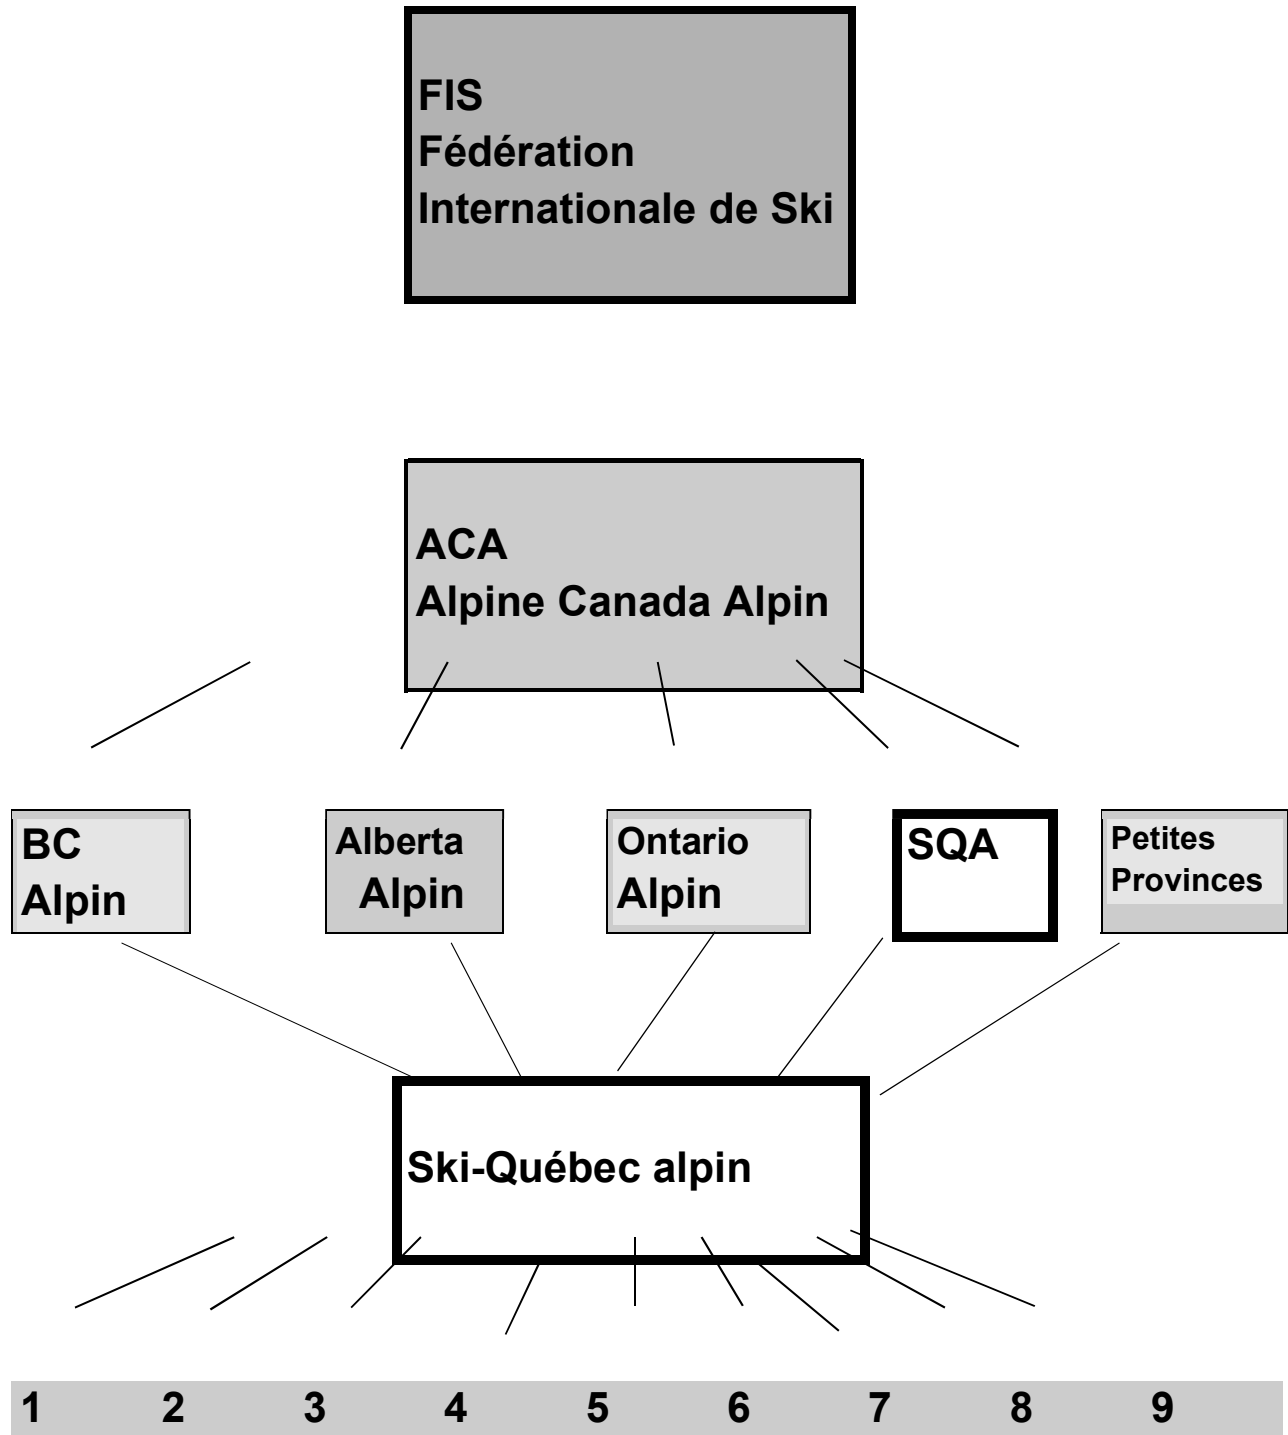 FIS
Fédération
Internationale de Ski
ACA
Alpine Canada Alpin
BC
Alpin
Alberta
Alpin
Ontario
Alpin
SQA
Petites
Provinces
Ski-Québec alpin
1 2 3 4 5 6 7 8 9